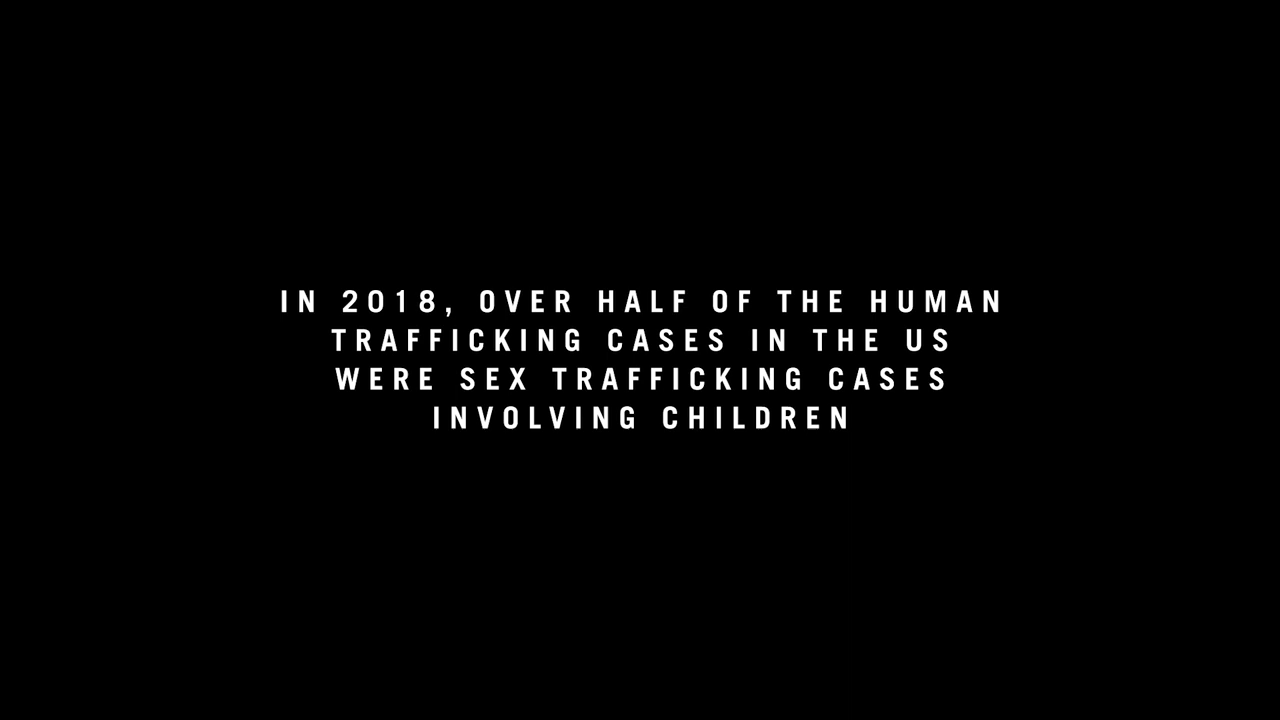 IN 2018, OVER HALF OF THE HUMAN
TRAFFICKING CASES IN THE US
WERE SEX TRAFFICKING CASES
INVOLVING CHILDREN